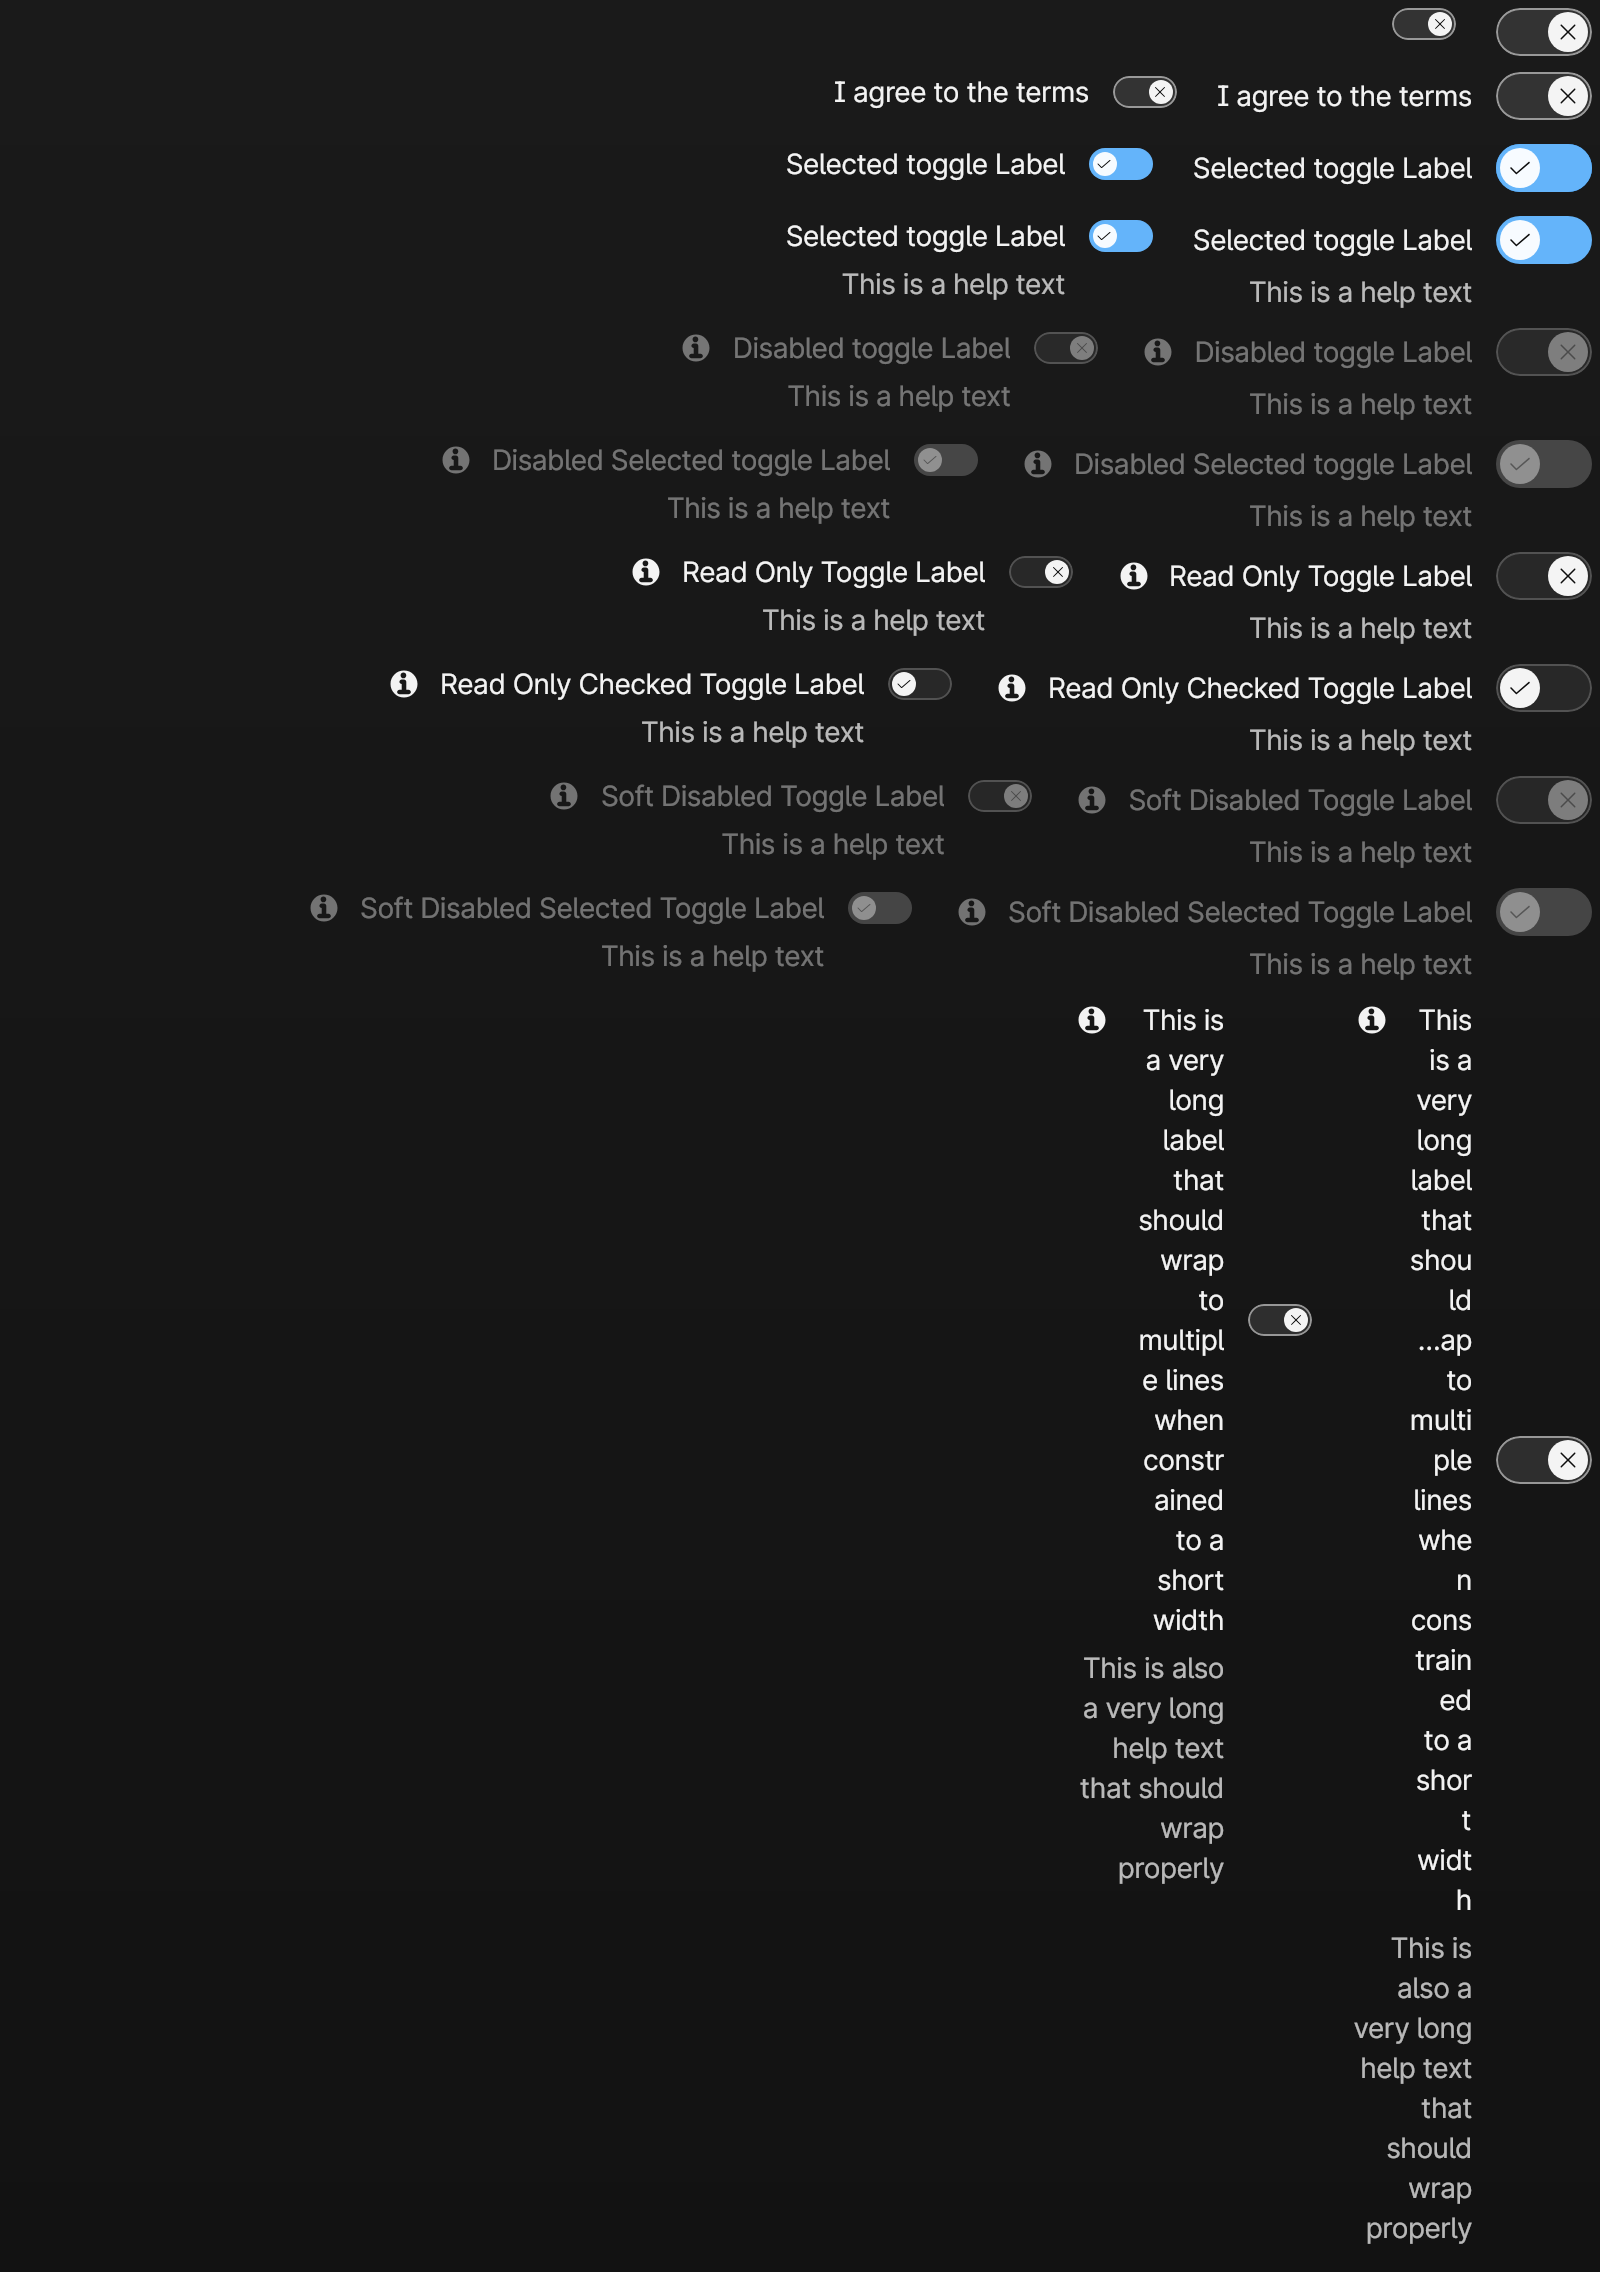 I agree to the terms
I agree to the terms
Selected toggle Label
Selected toggle Label
Selected toggle Label
This is a help text
Selected toggle Label
This is a help text
Disabled toggle Label
This is a help text
Disabled toggle Label
This is a help text
Disabled Selected toggle Label
This is a help text
Disabled Selected toggle Label
This is a help text
Read Only Toggle Label
This is a help text
Read Only Toggle Label
This is a help text
Read Only Checked Toggle Label
This is a help text
Read Only Checked Toggle Label
This is a help text
Soft Disabled Toggle Label
This is a help text
Soft Disabled Toggle Label
This is a help text
Soft Disabled Selected Toggle Label
This is a help text
Soft Disabled Selected Toggle Label
This is a help text
This is
a very
long
label
that
should
wrap
to
multipl
e lines
when
constr
ained
to a
short
width
This is also
a very long
help text
that should
wrap
properly
This
is a
very
long
label
that
shou
ld
...ap
to
multi
ple
lines
whe
n
cons
train
ed
to a
shor
t
widt
h
This is
also a
very long
help text
that
should
wrap
properly